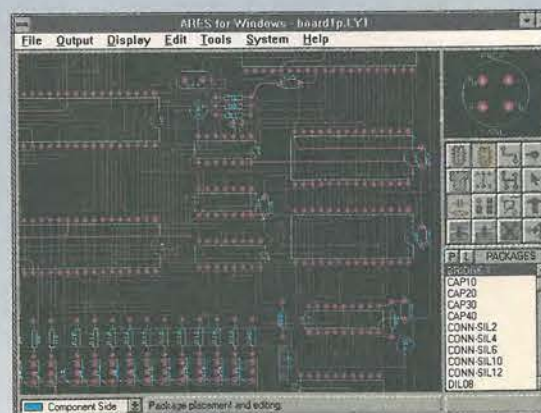 ARES for Windows - boardfp.LYT
File Output Display Edit Tools System Help
P L PACKAGES
CAP10
CAP20
CAP30
CAP40
CONN-SIL2
CONN-SIL4
CONN-SIL6
CONN-SIL10
CONN-SIL12
DIL08
Component Side Package placement and editing.